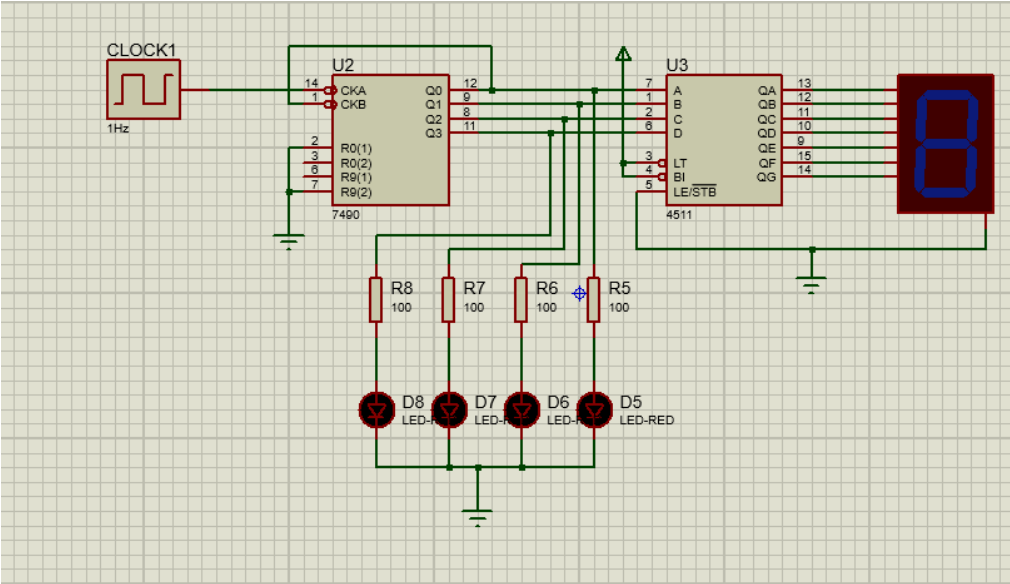 CLOCK1
1Hz
U2
14 CKA Q0 12
1 CKB Q1 9
Q2 8
Q3 11
2 R0(1)
3 R0(2)
6 R9(1)
7 R9(2)
7490
U3
7 A QA 13
1 B QB 12
2 C QC 11
6 D QD 10
QE 9
3 LT QF 15
4 BI QG 14
5 LE/STB
4511
R8
100
R7
100
R6
100
R5
100
D8
LED-R
D7
LED-R
D6
LED-R
D5
LED-RED